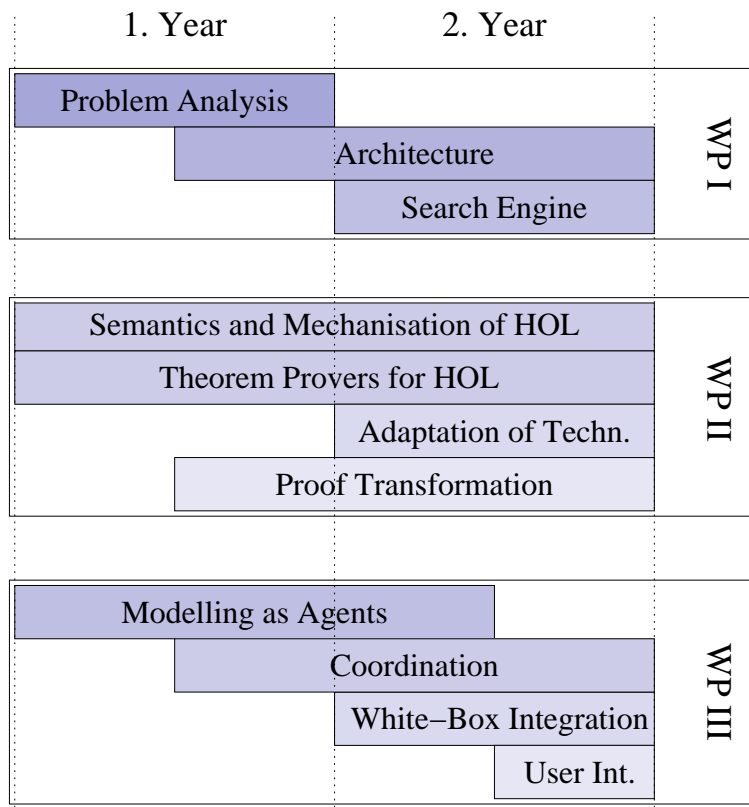 1. Year
2. Year
Problem Analysis
Architecture
Search Engine
WP I
Semantics and Mechanisation of HOL
Theorem Provers for HOL
Adaptation of Techn.
Proof Transformation
WP II
Modelling as Agents
Coordination
White−Box Integration
User Int.
WP III